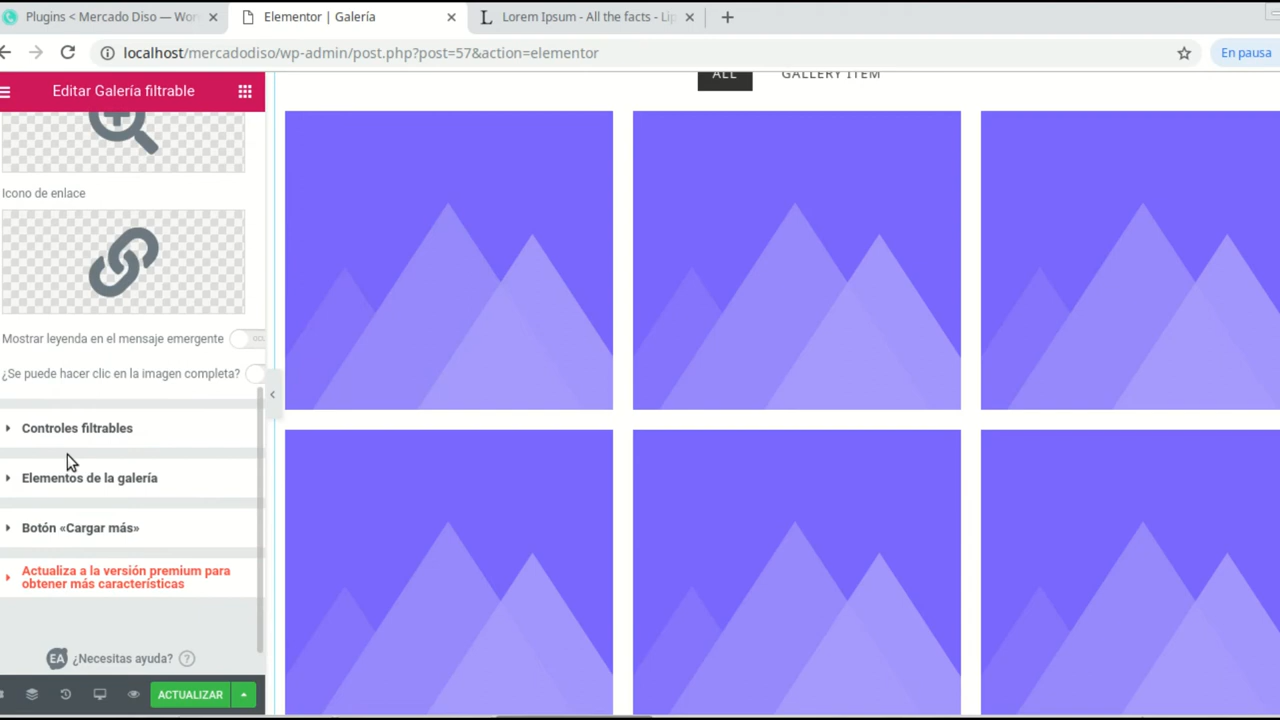 Plugins < Mercado Diso — Wor
Elementor | Galería
Lorem Ipsum - All the facts - Lip
localhost/mercadodiso/wp-admin/post.php?post=57&action=elementor
En pausa
Editar Galería filtrable
ALL
GALLERY ITEM
Icono de enlace
Mostrar leyenda en el mensaje emergente
¿Se puede hacer clic en la imagen completa?
Controles filtrables
Elementos de la galería
Botón «Cargar más»
Actualiza a la versión premium para
obtener más características
EA ¿Necesitas ayuda? ?
ACTUALIZAR